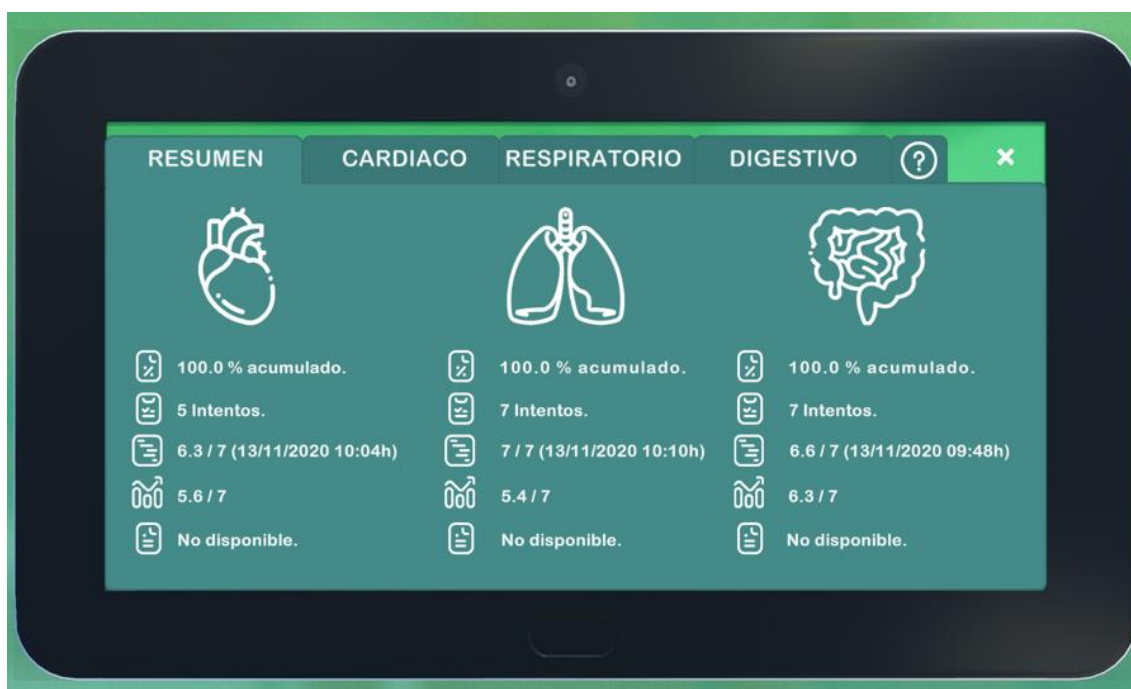 RESUMEN
CARDIACO
RESPIRATORIO
DIGESTIVO
?
×
100.0 % acumulado.
5 Intentos.
6.3 / 7 (13/11/2020 10:04h)
5.6 / 7
No disponible.
100.0 % acumulado.
7 Intentos.
7 / 7 (13/11/2020 10:10h)
5.4 / 7
No disponible.
100.0 % acumulado.
7 Intentos.
6.6 / 7 (13/11/2020 09:48h)
6.3 / 7
No disponible.